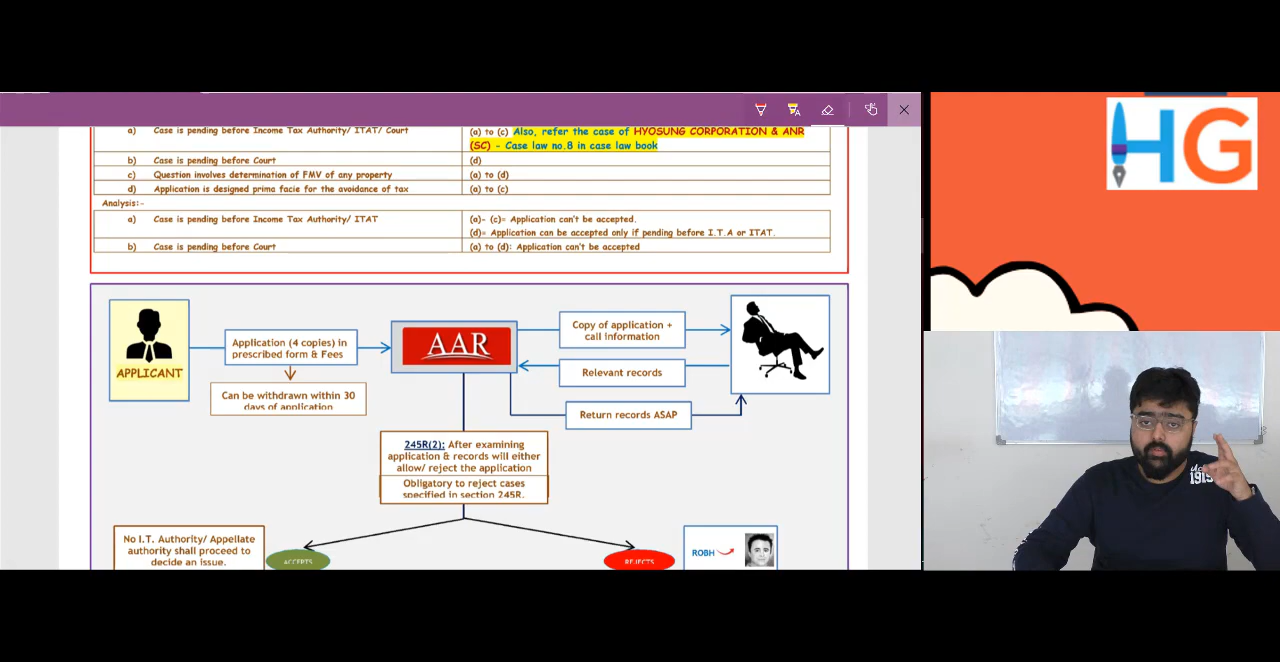 a) Case is pending before Income Tax Authority/ ITAT/ Court
(a) to (c) Also, refer the case of HYOSUNG CORPORATION & ANR
(SC) - Case law no.8 in case law book
b) Case is pending before Court
(d)
c) Question involves determination of FMV of any property
(a) to (d)
d) Application is designed prima facie for the avoidance of tax
(a) to (c)
Analysis:-
a) Case is pending before Income Tax Authority/ ITAT
(a)- (c)= Application can't be accepted.
(d)= Application can be accepted only if pending before I.T.A or ITAT.
b) Case is pending before Court
(a) to (d): Application can't be accepted
APPLICANT
Application (4 copies) in
prescribed form & Fees
Can be withdrawn within 30
days of application
AAR
Copy of application +
call information
Relevant records
Return records ASAP
245R(2): After examining
application & records will either
allow/ reject the application
Obligatory to reject cases
specified in section 245R.
No I.T. Authority/ Appellate
authority shall proceed to
decide an issue.
ACCEPTS
REJECTS
ROBH
HG